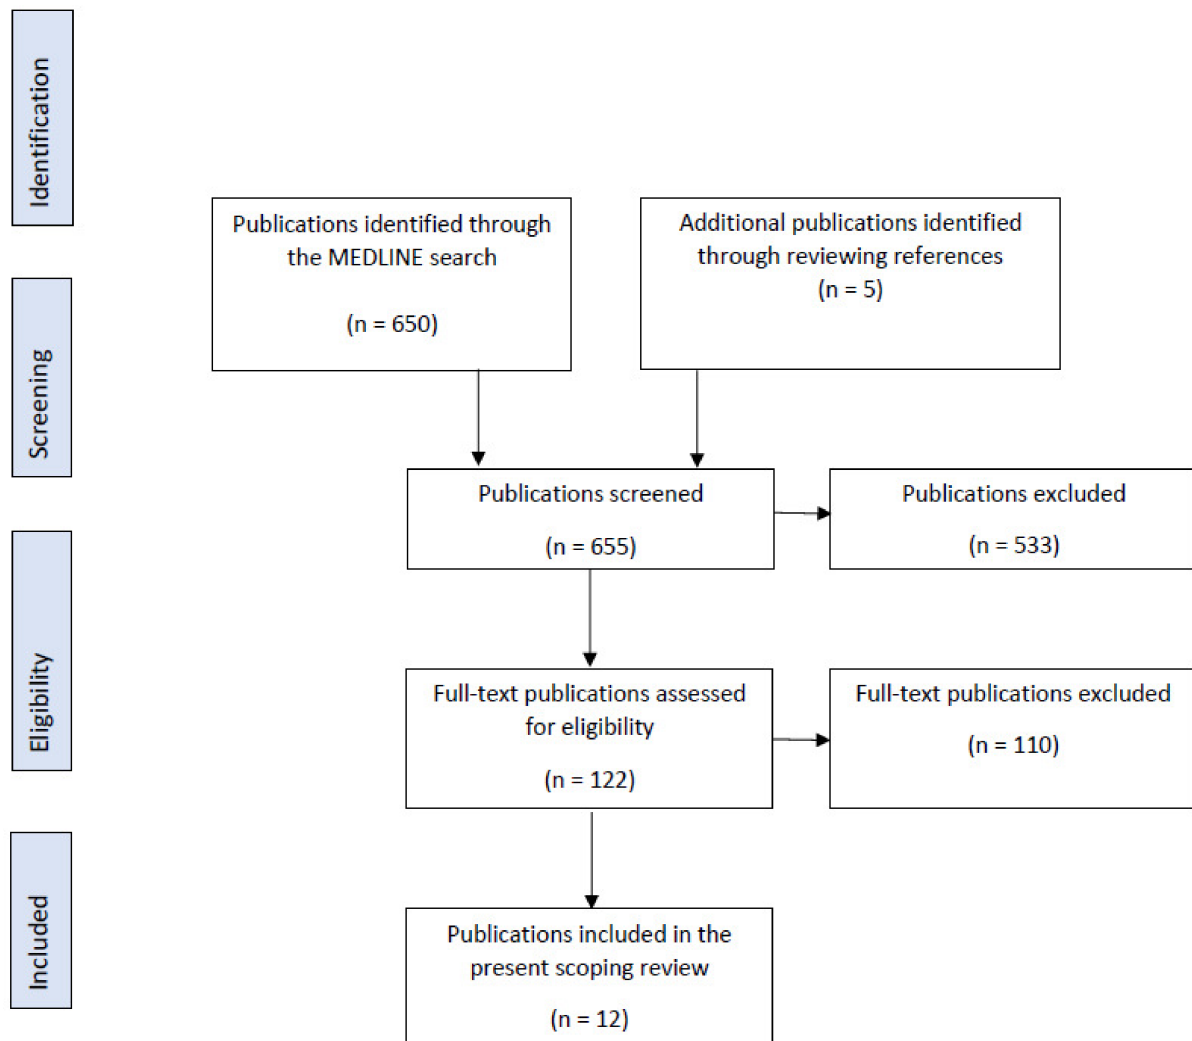 Identification
Publications identified through
the MEDLINE search
(n = 650)
Additional publications identified
through reviewing references
(n = 5)
Screening
Publications screened
(n = 655)
Publications excluded
(n = 533)
Eligibility
Full-text publications assessed
for eligibility
(n = 122)
Full-text publications excluded
(n = 110)
Included
Publications included in the
present scoping review
(n = 12)